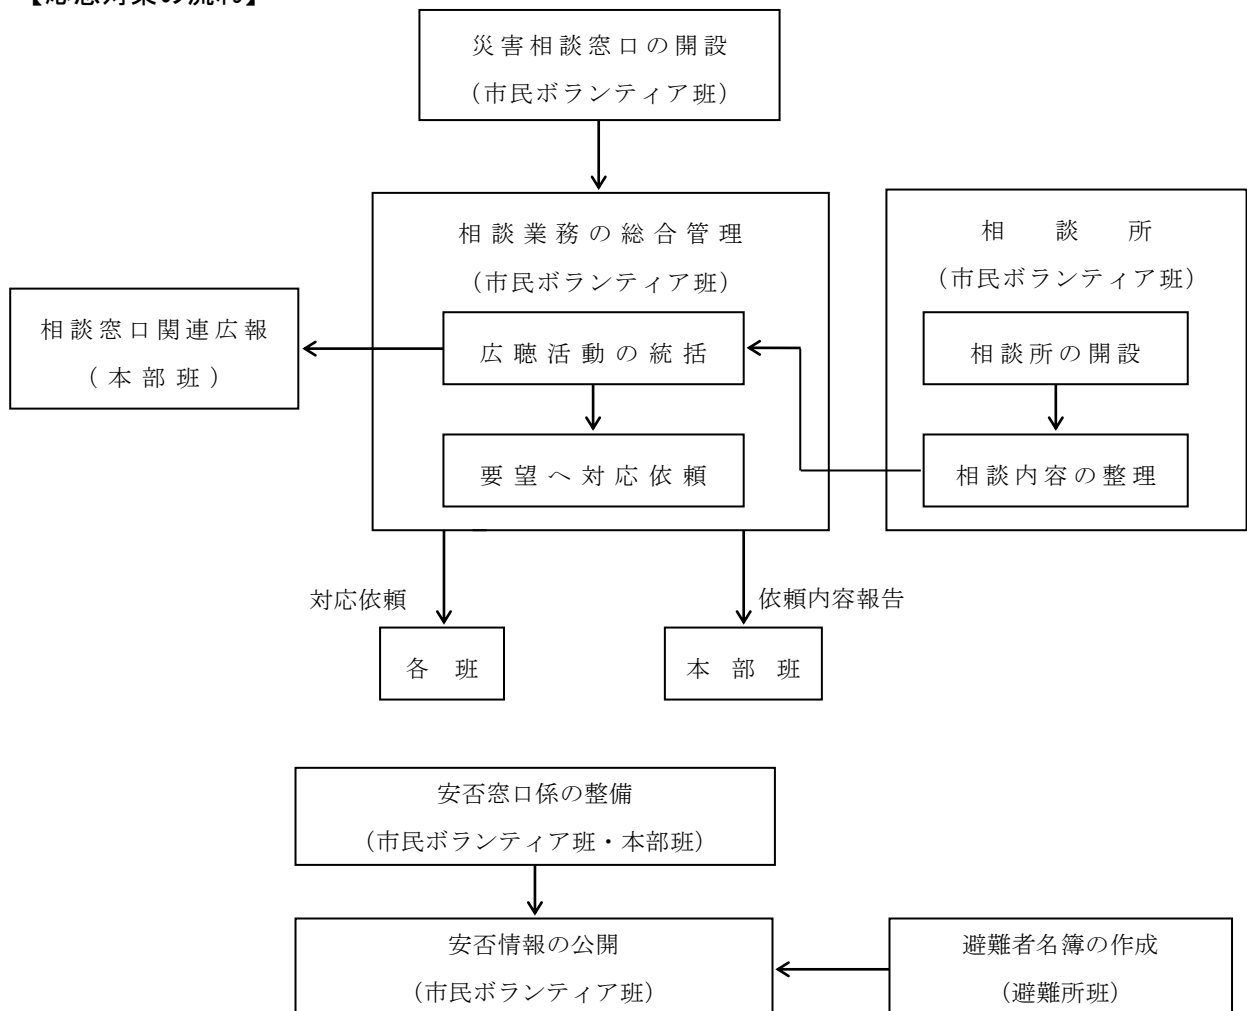 【応急対策の流れ】
災害相談窓口の開設
（市民ボランティア班）
相談業務の総合管理
（市民ボランティア班）
相談所
（市民ボランティア班）
相談窓口関連広報
（本部班）
広聴活動の統括
相談所の開設
要望へ対応依頼
相談内容の整理
対応依頼
依頼内容報告
各班
本部班
安否窓口係の整備
（市民ボランティア班・本部班）
安否情報の公開
（市民ボランティア班）
避難者名簿の作成
（避難所班）